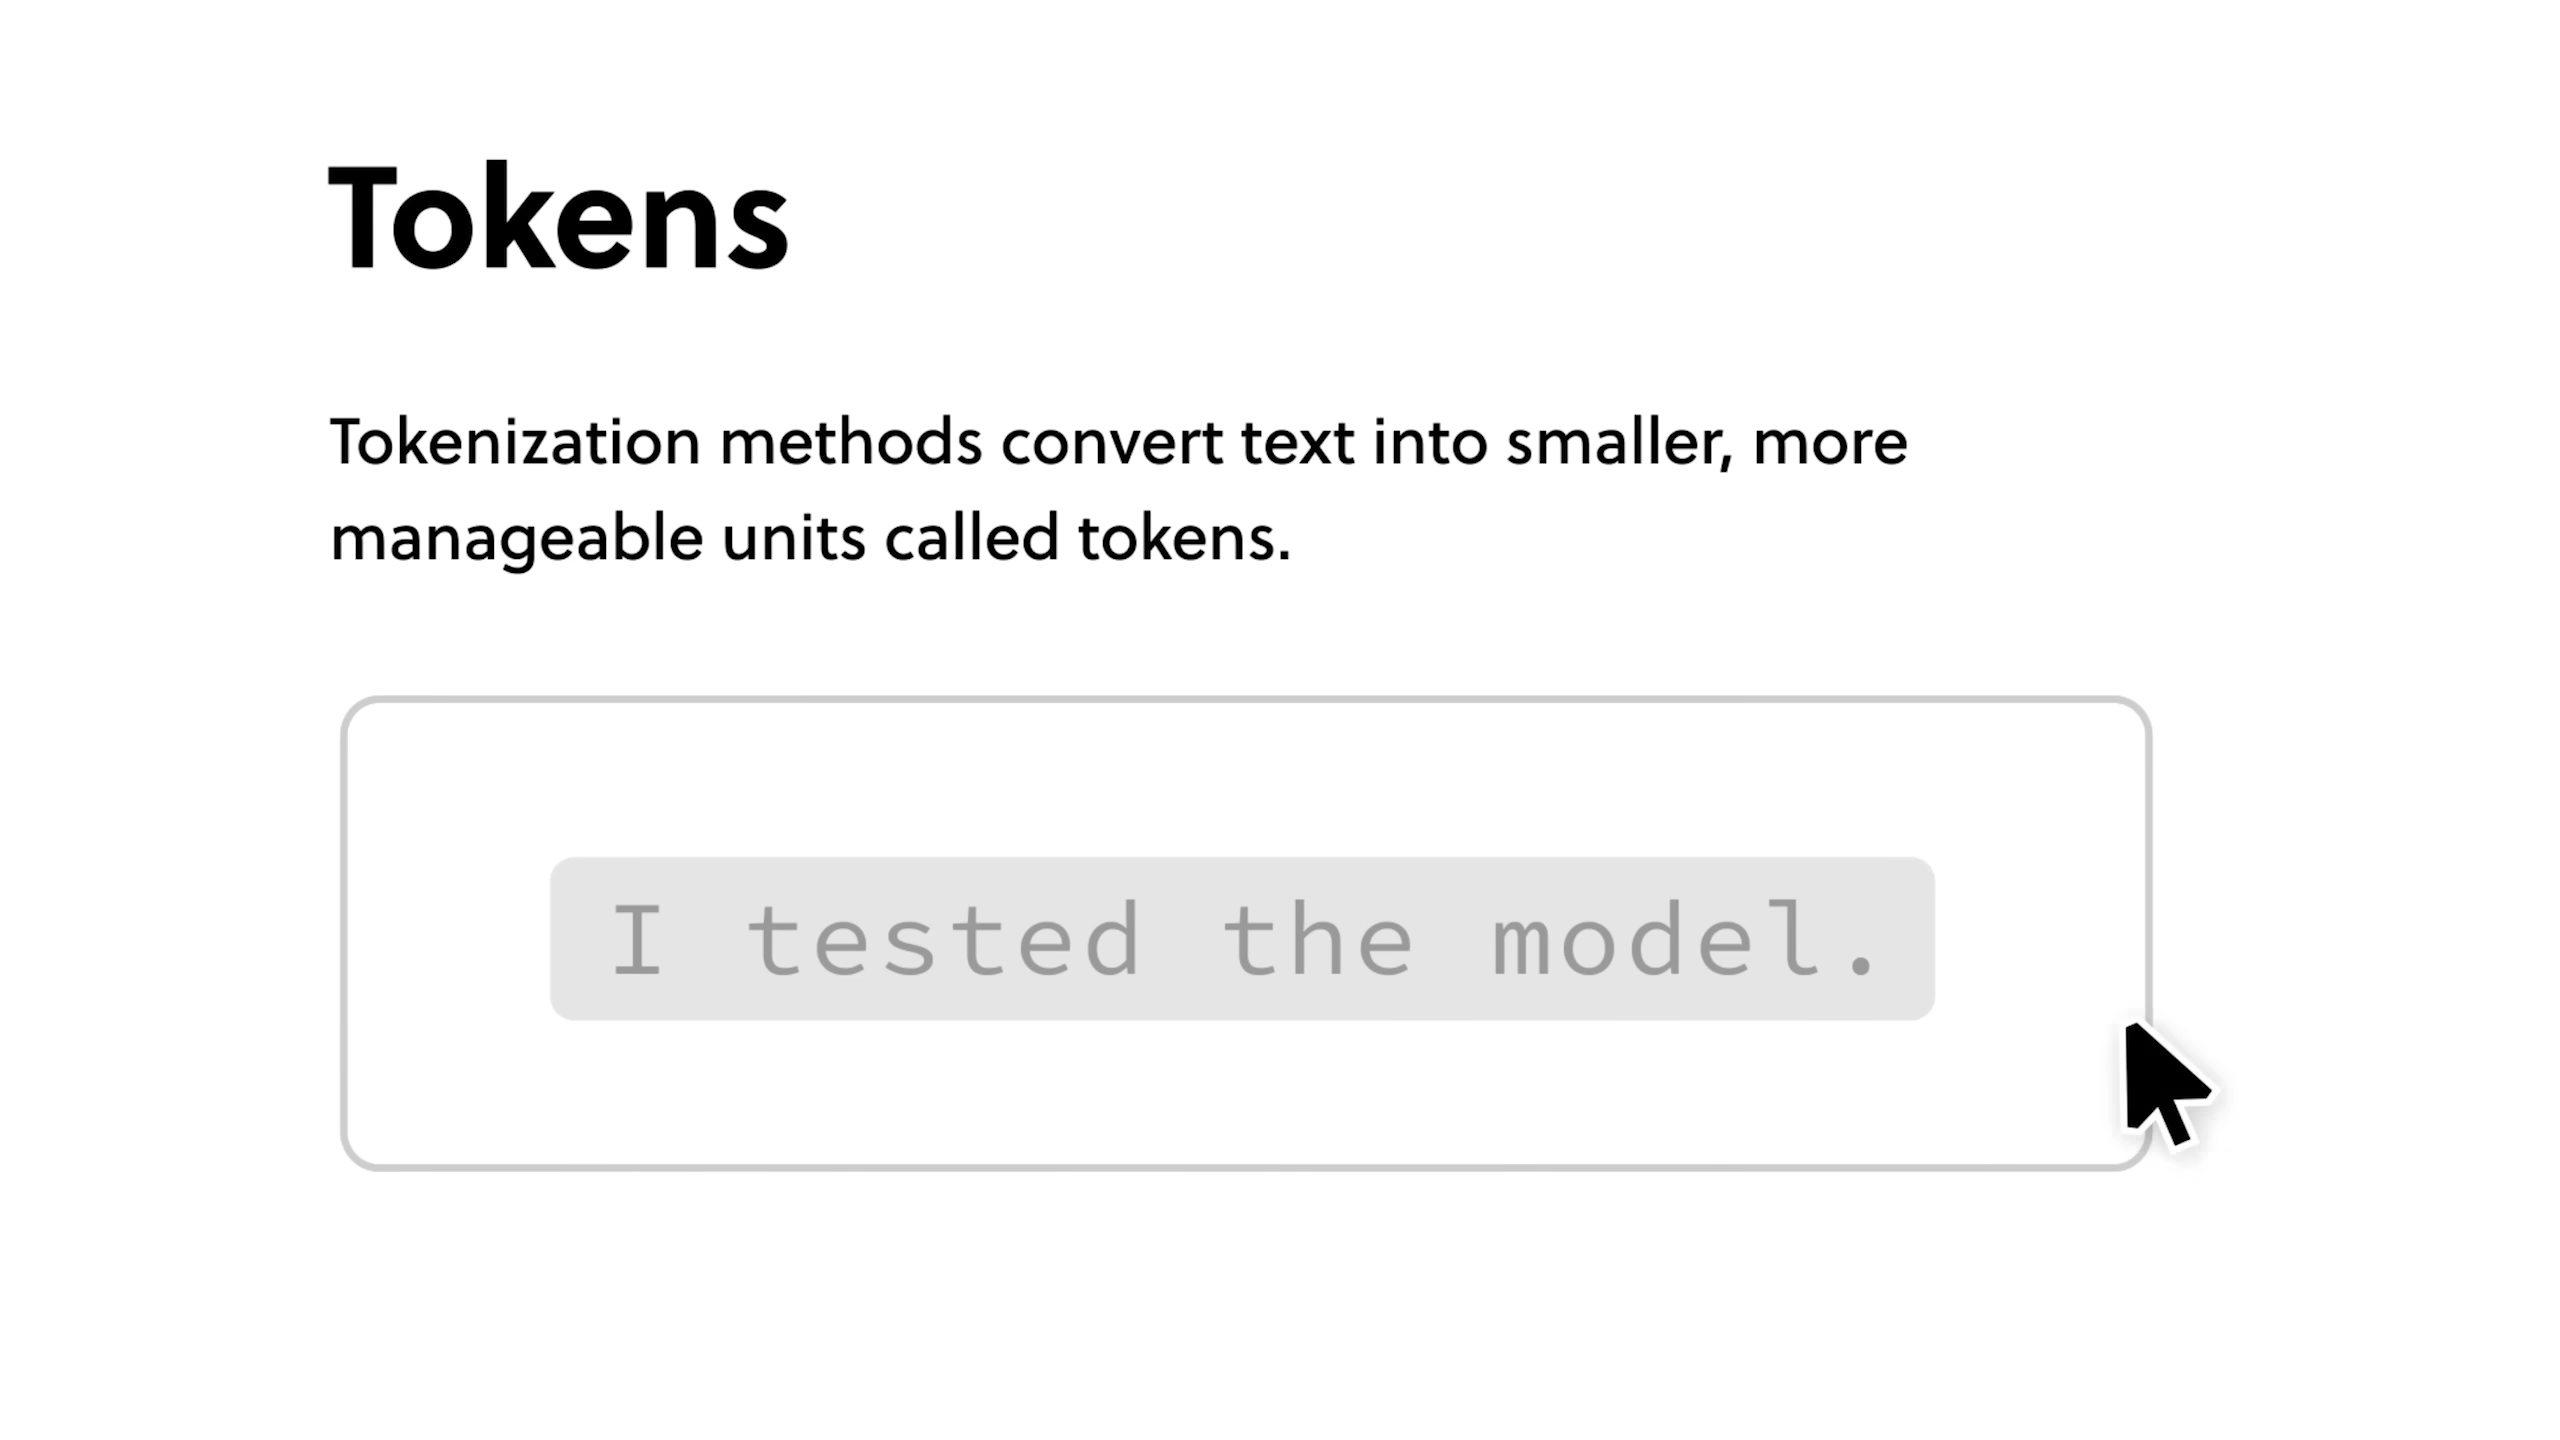 Tokens
Tokenization methods convert text into smaller, more
manageable units called tokens.
I tested the model.